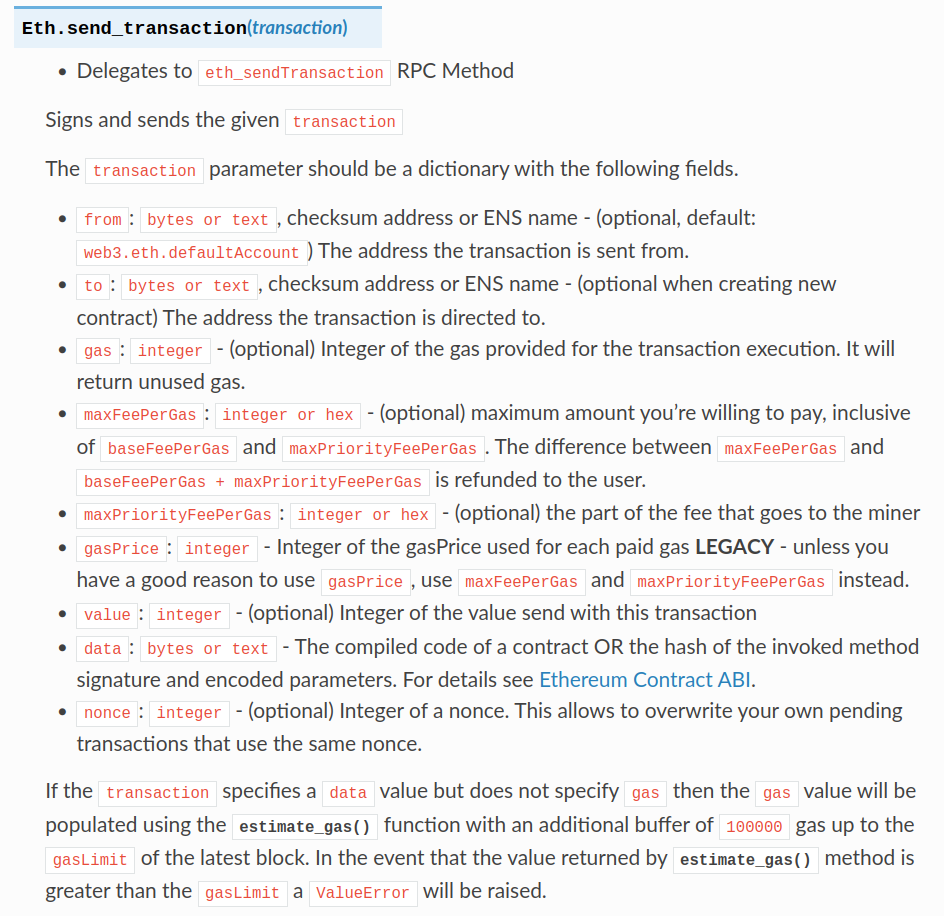 Eth.send_transaction(transaction)
• Delegates to eth_sendTransaction RPC Method
Signs and sends the given transaction
The transaction parameter should be a dictionary with the following fields.
• from: bytes or text, checksum address or ENS name - (optional, default:
web3.eth.defaultAccount) The address the transaction is sent from.
• to: bytes or text, checksum address or ENS name - (optional when creating new
contract) The address the transaction is directed to.
• gas: integer - (optional) Integer of the gas provided for the transaction execution. It will
return unused gas.
• maxFeePerGas: integer or hex - (optional) maximum amount you’re willing to pay, inclusive
of baseFeePerGas and maxPriorityFeePerGas. The difference between maxFeePerGas and
baseFeePerGas + maxPriorityFeePerGas is refunded to the user.
• maxPriorityFeePerGas: integer or hex - (optional) the part of the fee that goes to the miner
• gasPrice: integer - Integer of the gasPrice used for each paid gas LEGACY - unless you
have a good reason to use gasPrice, use maxFeePerGas and maxPriorityFeePerGas instead.
• value: integer - (optional) Integer of the value send with this transaction
• data: bytes or text - The compiled code of a contract OR the hash of the invoked method
signature and encoded parameters. For details see Ethereum Contract ABI.
• nonce: integer - (optional) Integer of a nonce. This allows to overwrite your own pending
transactions that use the same nonce.
If the transaction specifies a data value but does not specify gas then the gas value will be
populated using the estimate_gas() function with an additional buffer of 100000 gas up to the
gasLimit of the latest block. In the event that the value returned by estimate_gas() method is
greater than the gasLimit a ValueError will be raised.